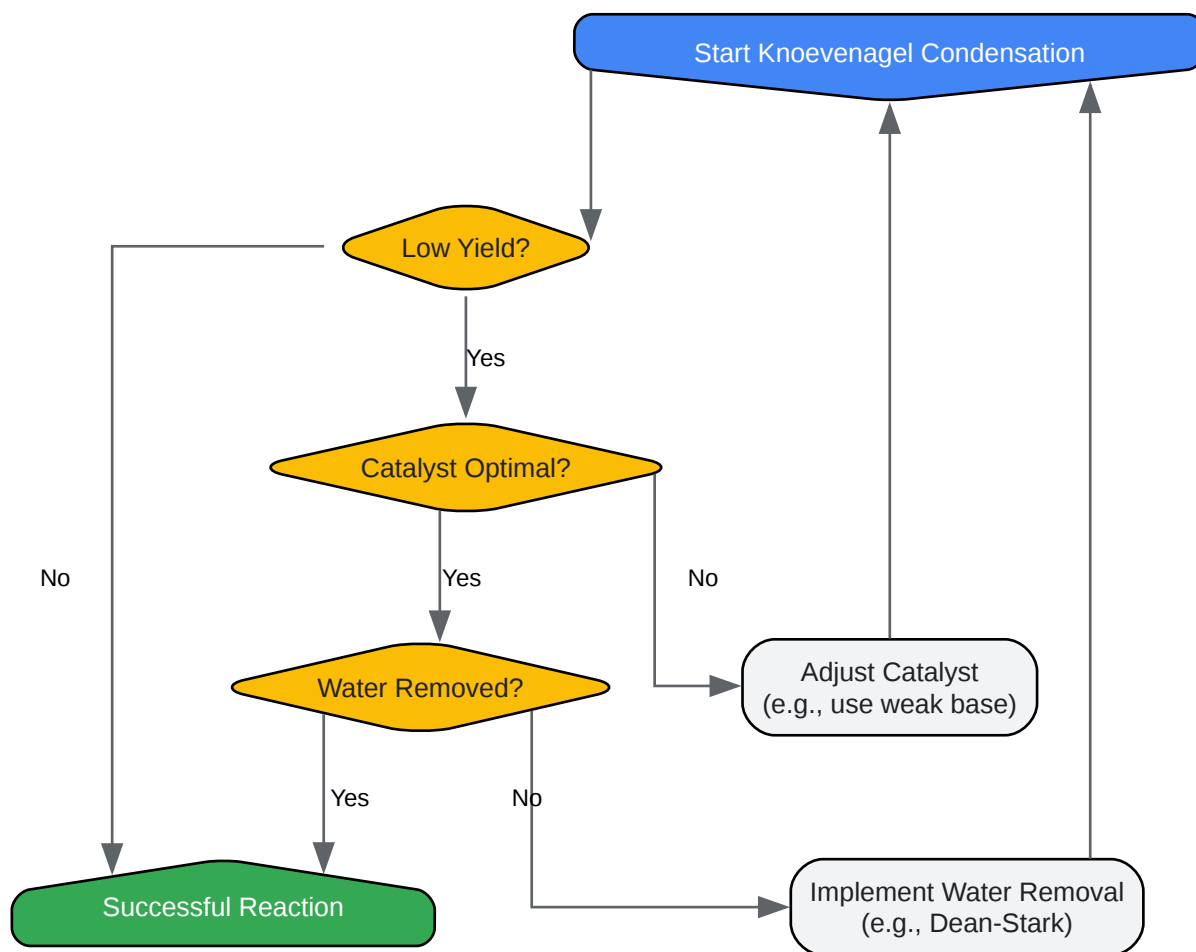 Start Knoevenagel Condensation
Low Yield?
Yes
Catalyst Optimal?
No
Yes
No
Water Removed?
Adjust Catalyst
(e.g., use weak base)
Yes
No
Successful Reaction
Implement Water Removal
(e.g., Dean-Stark)